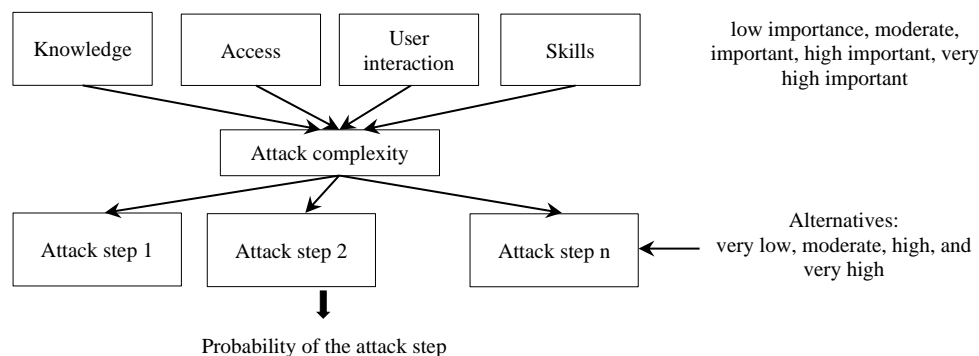 Knowledge
Access
User
interaction
Skills
low importance, moderate,
important, high important, very
high important
Attack complexity
Attack step 1
Attack step 2
Attack step n
Alternatives:
very low, moderate, high, and
very high
Probability of the attack step